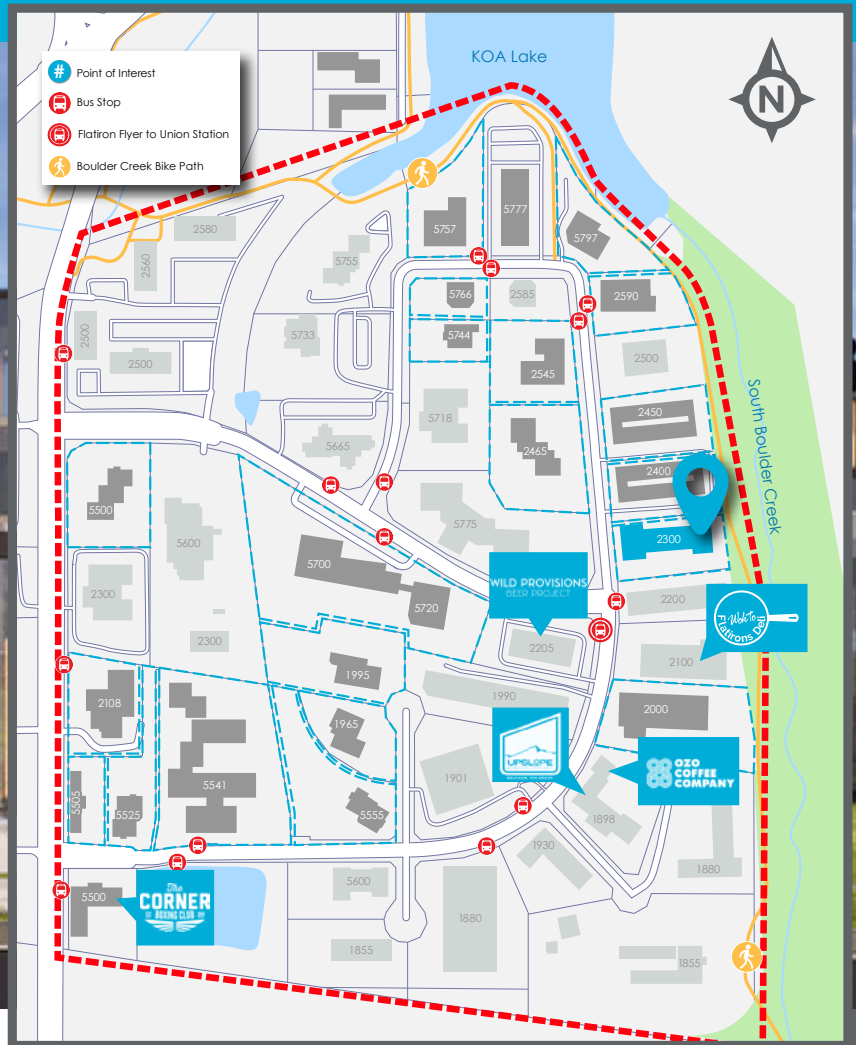 KOA Lake
N
# Point of Interest
Bus Stop
Flatiron Flyer to Union Station
Boulder Creek Bike Path
2580
2560
5755
5757
5777
5797
2500
2500
5733
5766
2585
2590
5744
2545
2500
5718
2450
5665
2465
2400
South Boulder Creek
5500
5600
5775
2300
5700
WILD PROVISIONS
BEER PROJECT
2300
5720
2200
Wok to
Flatirons Deli
2300
2205
2100
1995
2108
1990
2000
1965
UPSLOPE
OZO
COFFEE
COMPANY
5541
1901
5505
5525
5555
1898
1930
1880
5500
The
CORNER
BOXING CLUB
5600
1880
1855
1855